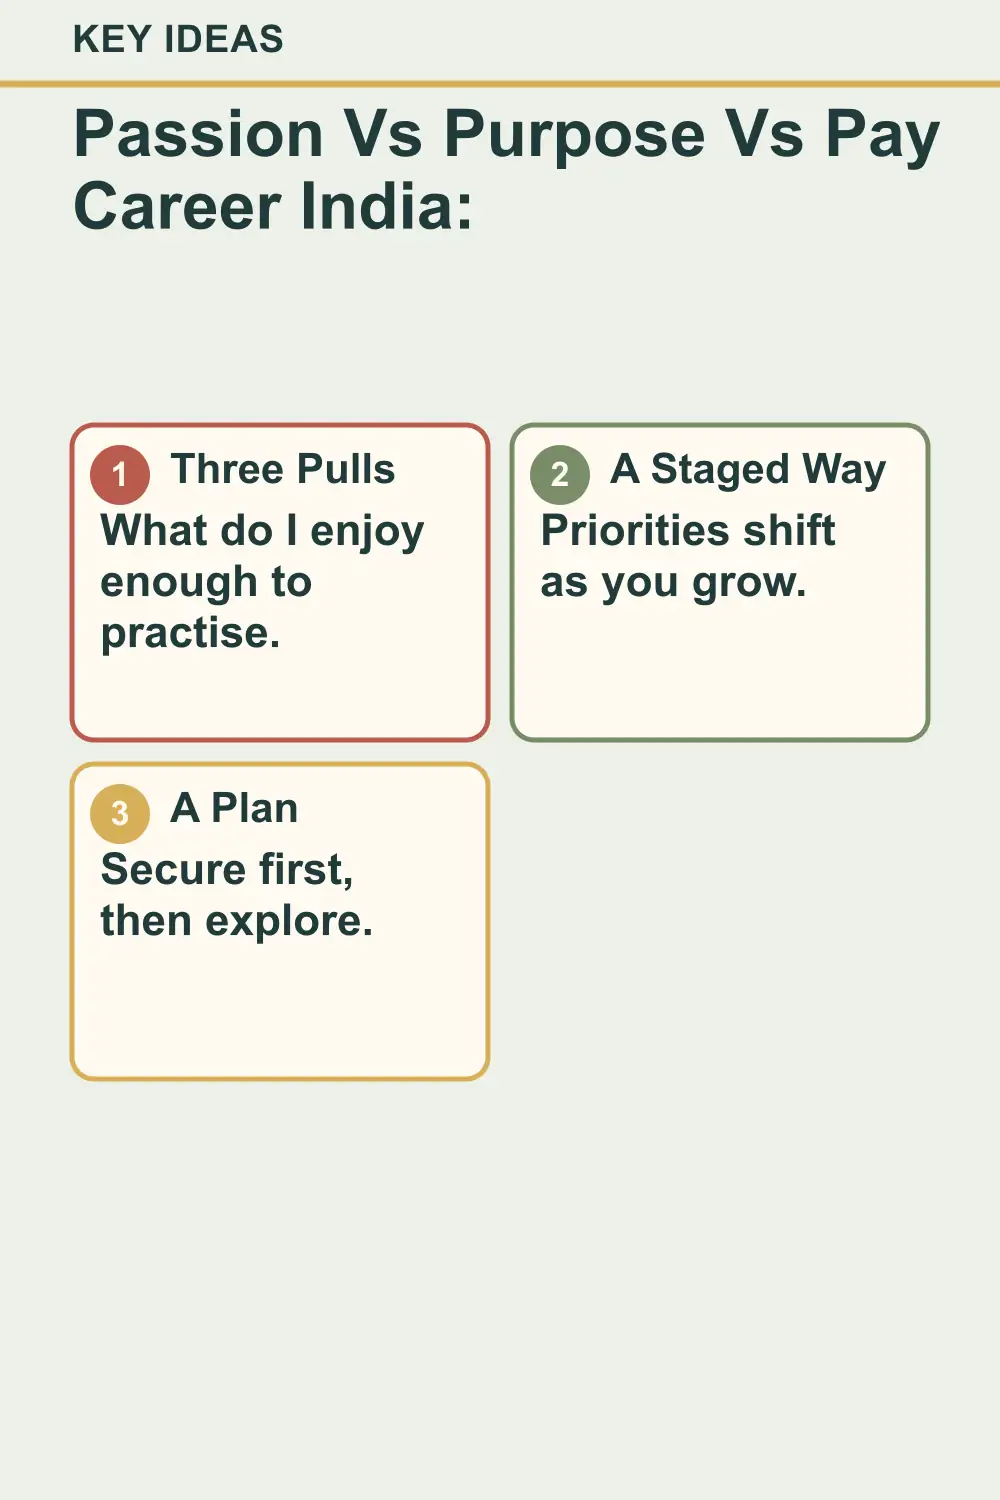 KEY IDEAS
Passion Vs Purpose Vs Pay
Career India:
1 Three Pulls
What do I enjoy
enough to
practise.
2 A Staged Way
Priorities shift
as you grow.
3 A Plan
Secure first,
then explore.